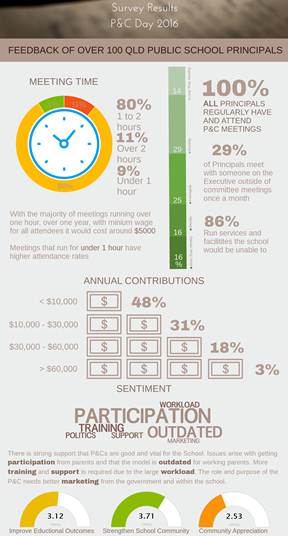 Survey Results
P&C Day 2016
FEEDBACK OF OVER 100 QLD PUBLIC SCHOOL PRINCIPALS
MEETING TIME
9%
11%
80%
80%
1 to 2
hours
11%
Over 2
hours
9%
Under 1
hour
14
29
25
16
16
%
100%
ALL PRINCIPALS
REGULARLY HAVE
AND ATTEND
P&C MEETINGS
29%
of Principals meet
with someone on the
Executive outside of
committee meetings
once a month
86%
Run services and
facilitites the school
would be unable to
With the majority of meetings running over
one hour, over one year, with minium wage
for all attendees it would cost around $5000
Meetings that run for under 1 hour have
higher attendance rates
ANNUAL CONTRIBUTIONS
< $10,000 $ 48%
$10,000 - $30,000 $ $ 31%
$30,000 - $60,000 $ $ $ 18%
> $60,000 $ $ $ $ 3%
SENTIMENT
WORKLOAD
PARTICIPATION
TRAINING
POLITICS SUPPORT OUTDATED
MARKETING
There is strong support that P&Cs are good and vital for the school. Issues arise with getting
participation from parents and that the model is outdated for working parents. More
training and support is required due to the large workload. The role and purpose of the
P&C needs better marketing from the government and within the school.
3.12
3.71
2.53
Improve Eductional Outcomes
Strengthen School Community
Community Appreciation